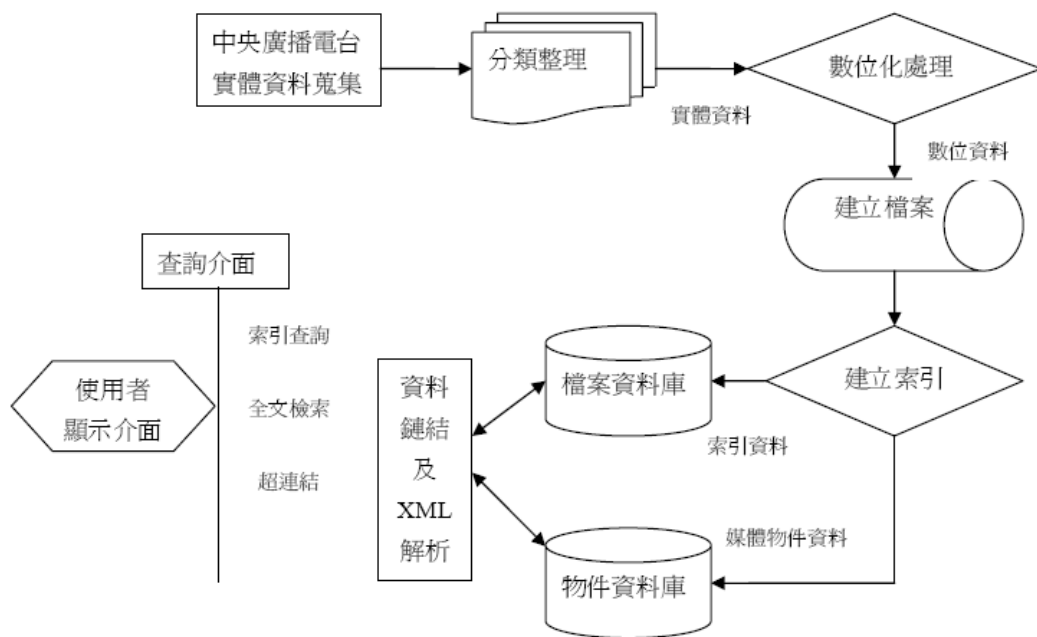 中央廣播電台
實體資料蒐集
分類整理
數位化處理
實體資料
數位資料
建立檔案
查詢介面
索引查詢
使用者
顯示介面
全文檢索
超連結
資料
鏈結
及
XML
解析
檔案資料庫
建立索引
索引資料
媒體物件資料
物件資料庫